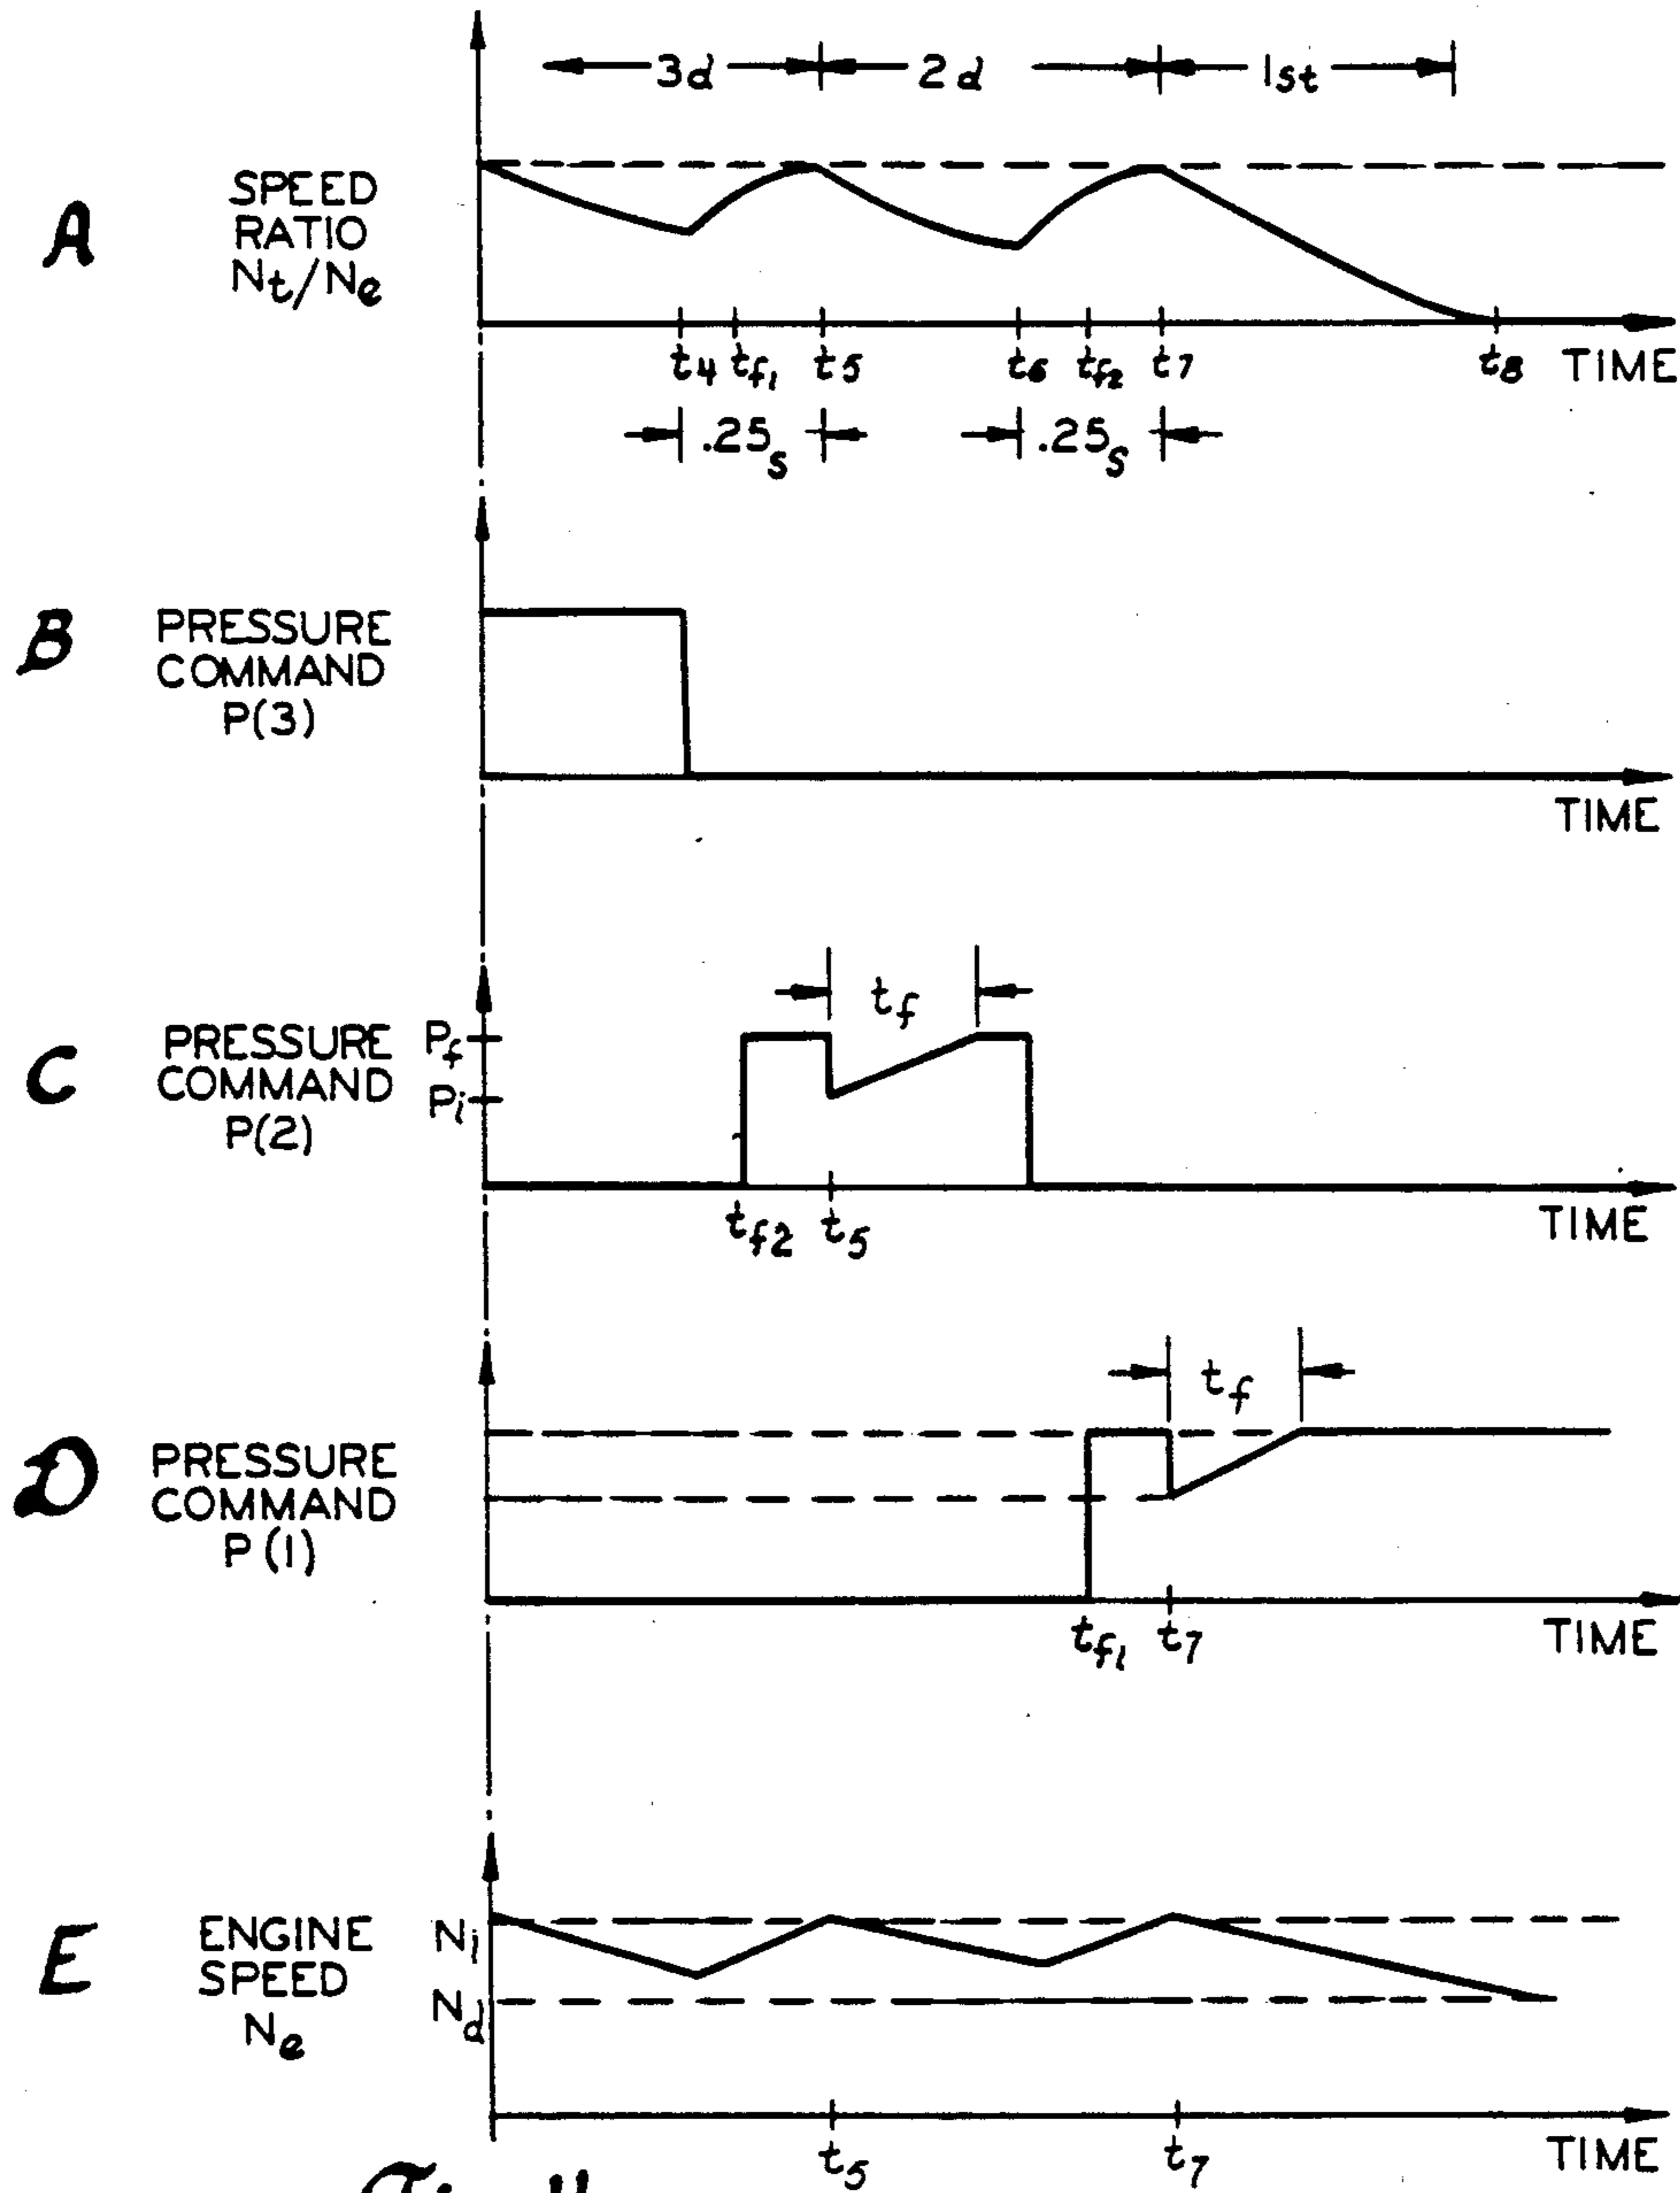 3d 2d 1st
A
SPEED
RATIO
Nt/Ne
t4 tf1 t5 t6 tf2 t7 t8 TIME
.25s .25s
B
PRESSURE
COMMAND
P(3)
TIME
C
PRESSURE
COMMAND
P(2)
Pf
Pi
tf
tf2 t5 TIME
D
PRESSURE
COMMAND
P(1)
tf
tf1 t7 TIME
E
ENGINE
SPEED
Ne
Ni
Nd
t5 t7 TIME